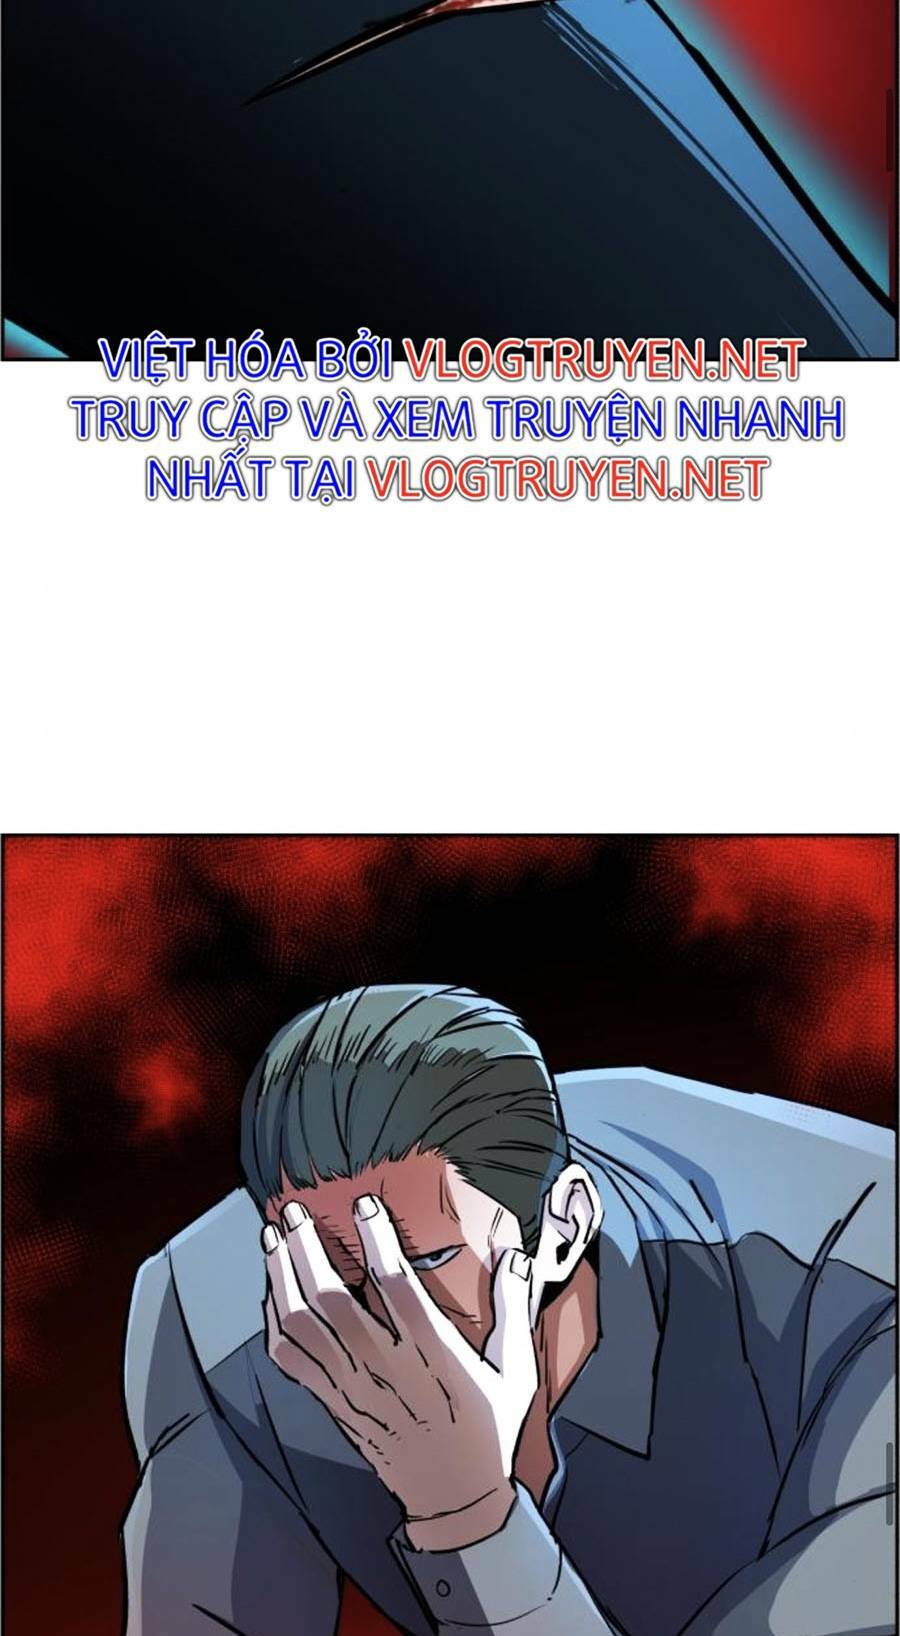 VIỆT HÓA BỞI VLOGTRUYEN.NET
TRUY CẬP VÀ XEM TRUYỆN NHANH
NHẤT TẠI VLOGTRUYEN.NET